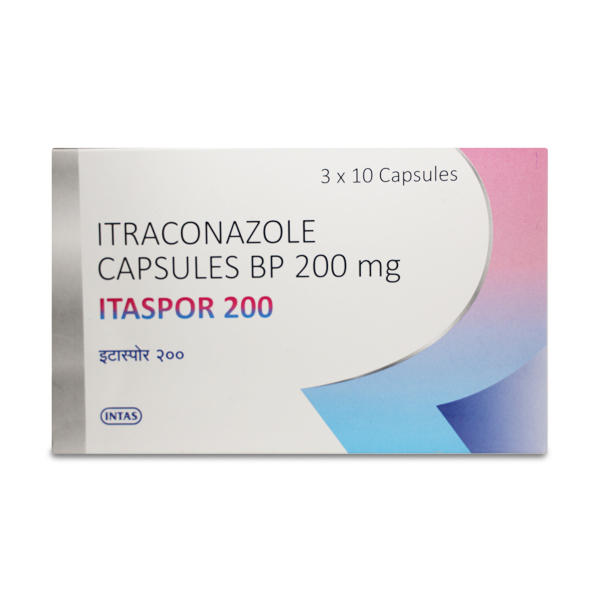 3 x 10 Capsules
ITRACONAZOLE
CAPSULES BP 200 mg
ITASPOR 200
इटास्पोर २००
INTAS